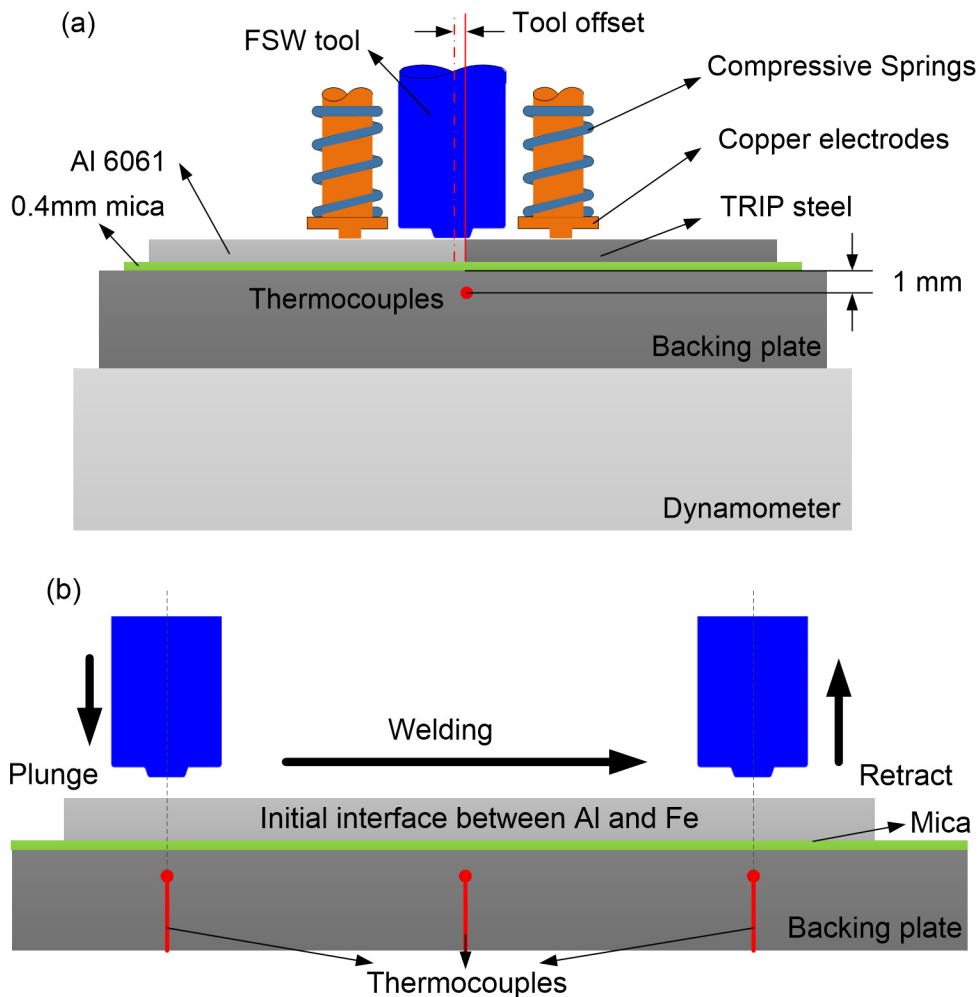 (a)
Tool offset
FSW tool
Compressive Springs
Al 6061
Copper electrodes
0.4mm mica
TRIP steel
1 mm
Thermocouples
Backing plate
Dynamometer
(b)
Welding
Plunge
Retract
Initial interface between Al and Fe
Mica
Backing plate
Thermocouples